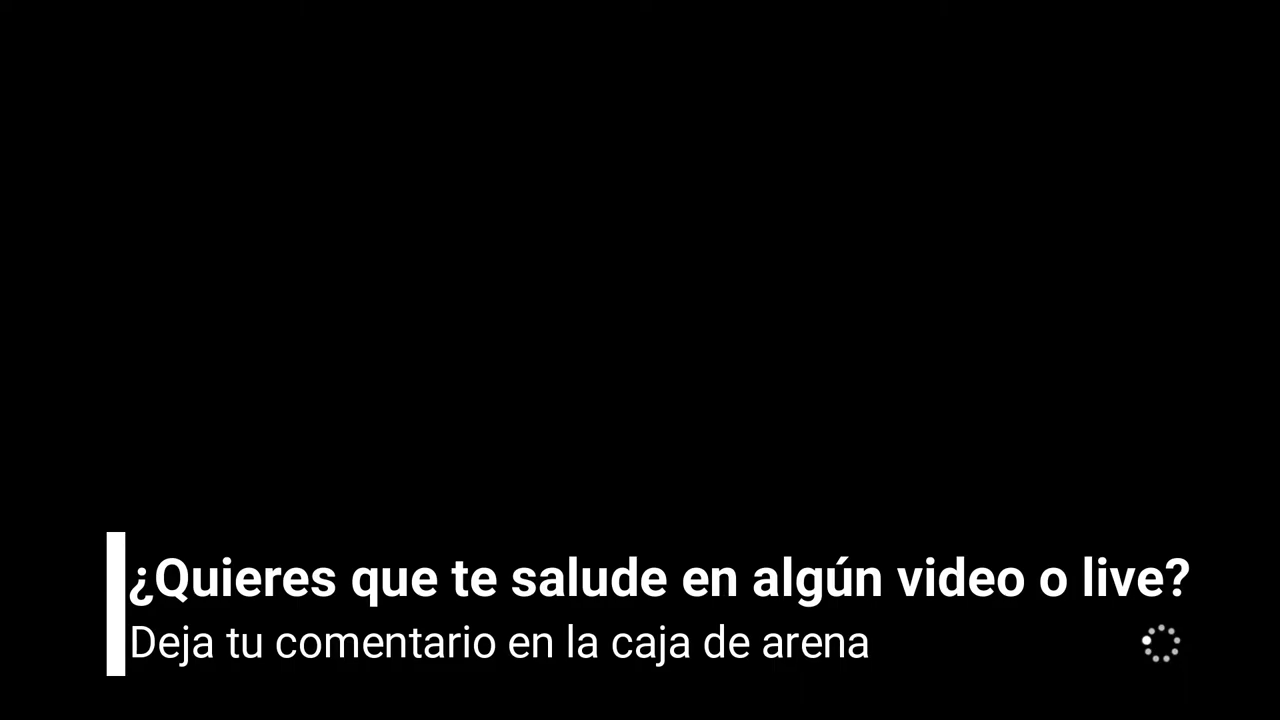 ¿Quieres que te salude en algún video o live?
Deja tu comentario en la caja de arena